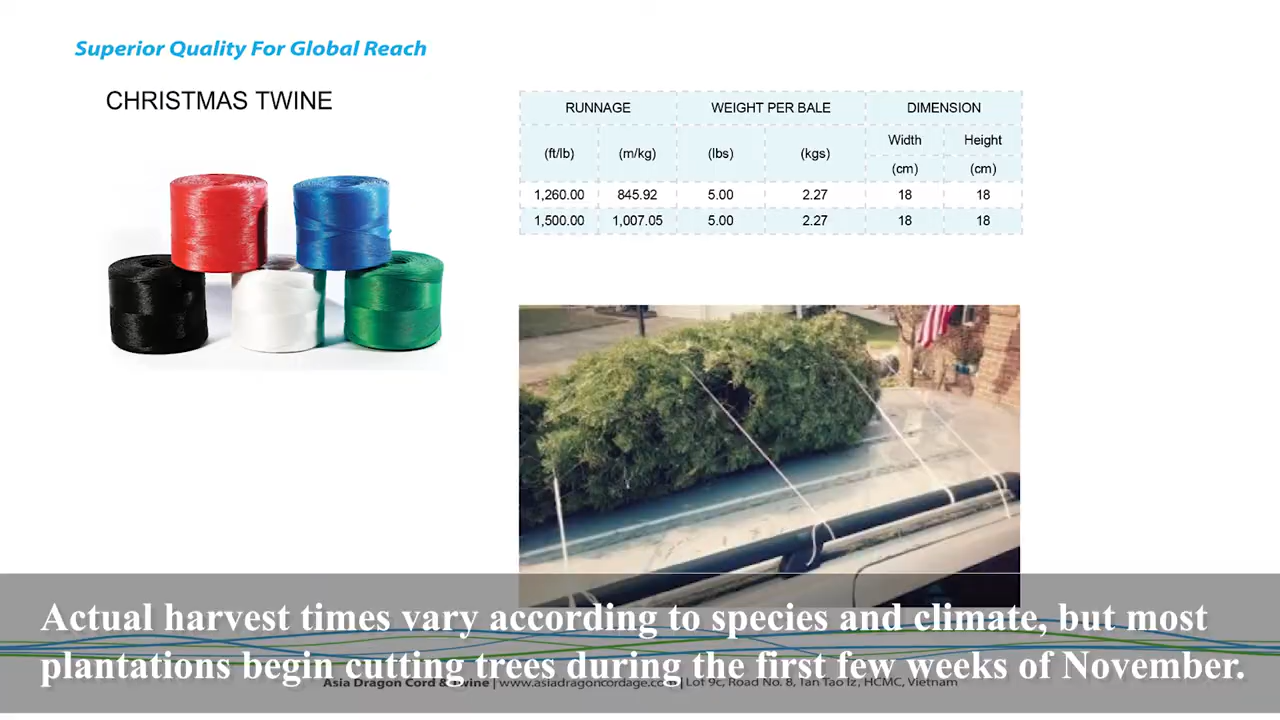 Superior Quality For Global Reach
CHRISTMAS TWINE
RUNNAGE WEIGHT PER BALE DIMENSION
(ft/lb) (m/kg) (lbs) (kgs) Width Height
(cm) (cm)
1,260.00 845.92 5.00 2.27 18 18
1,500.00 1,007.05 5.00 2.27 18 18
Actual harvest times vary according to species and climate, but most
plantations begin cutting trees during the first few weeks of November.
Asia Dragon Cord & Twine | www.asiadragoncordage.com | Lot 9c, Road No. 8, Tan Tao Iz, HCMC, Vietnam